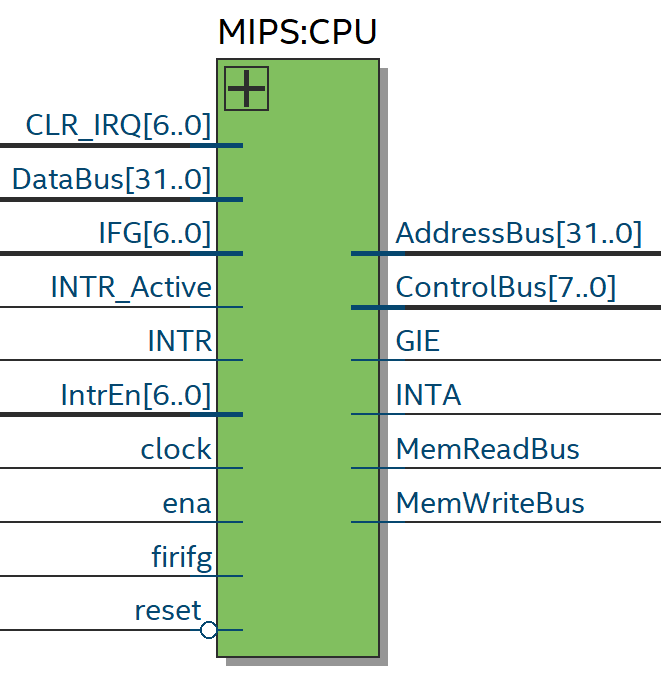 MIPS:CPU
CLR_IRQ[6..0]
DataBus[31..0]
IFG[6..0]
INTR_Active
INTR
IntrEn[6..0]
clock
ena
firifg
reset
AddressBus[31..0]
ControlBus[7..0]
GIE
INTA
MemReadBus
MemWriteBus